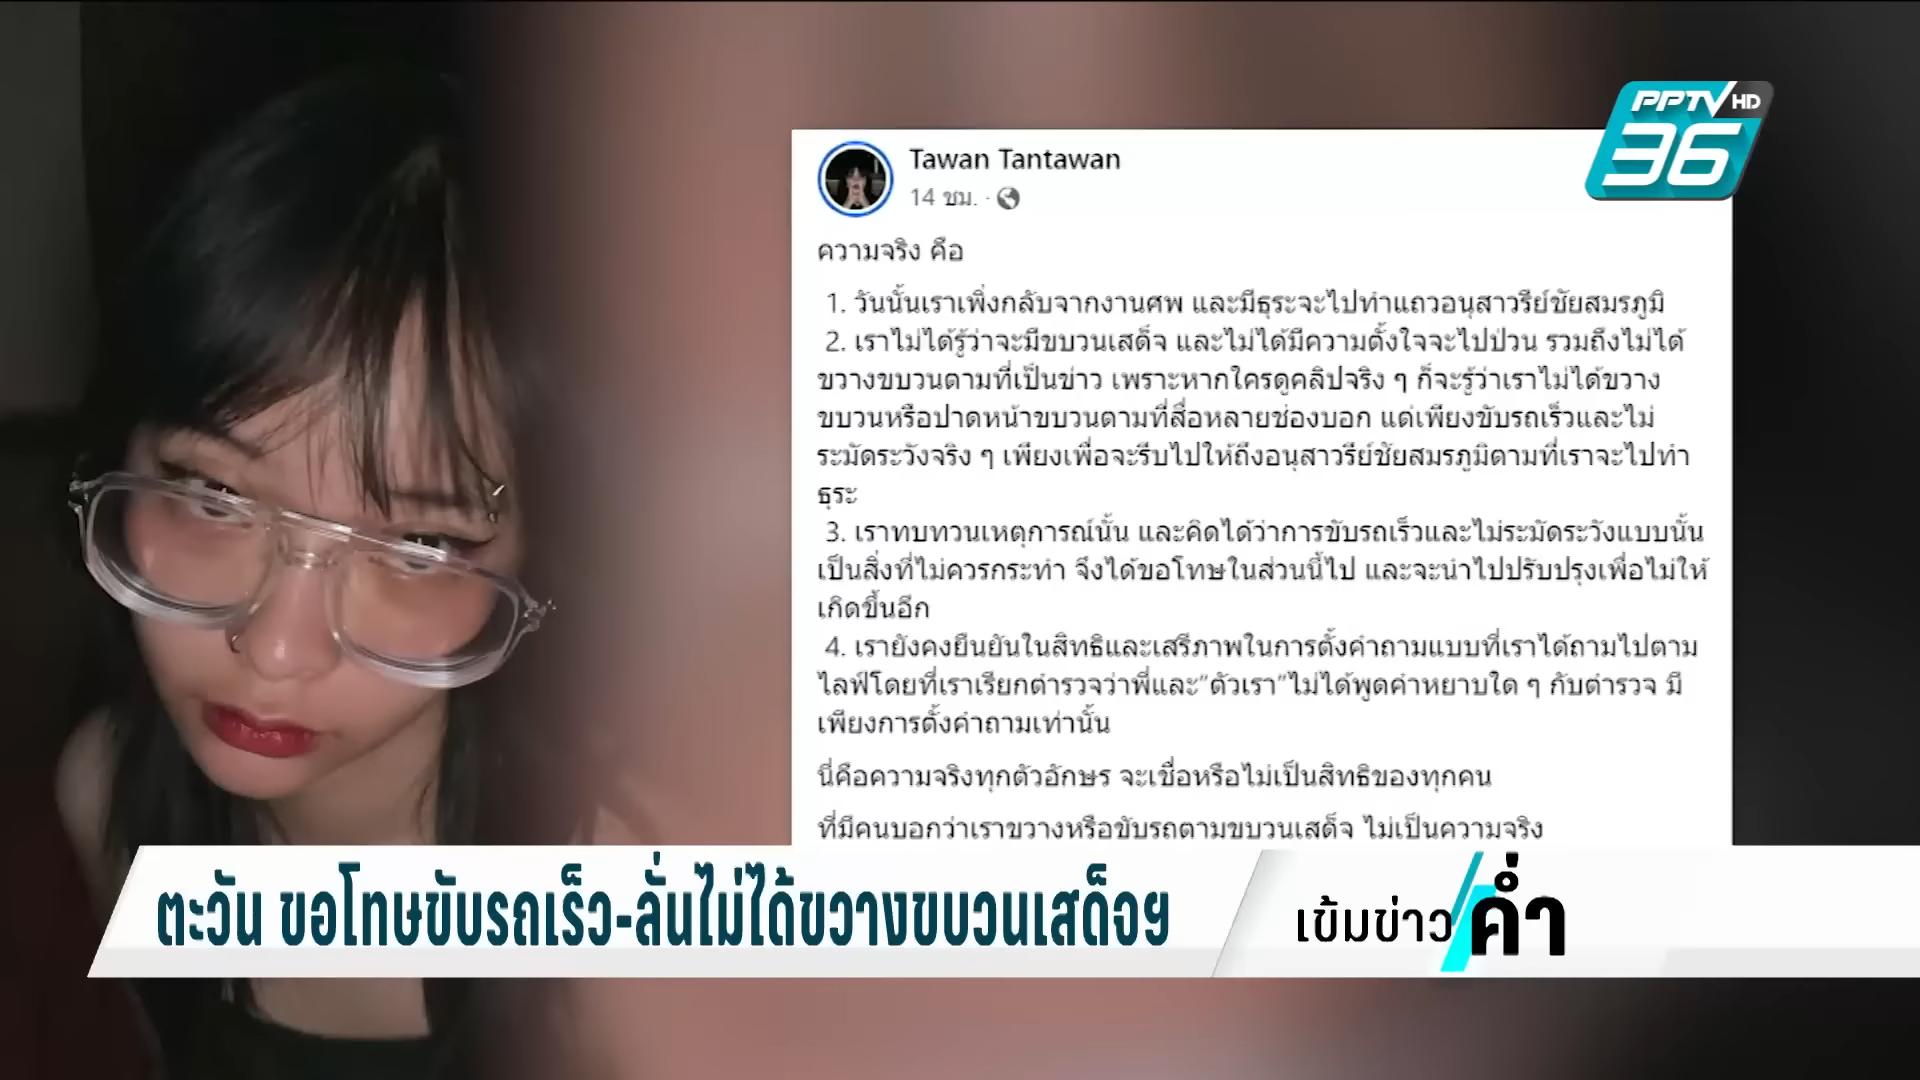 PPTV HD
36
Tawan Tantawan
14 ชม. ·
ความจริง คือ
1. วันนั้นเราเพิ่งกลับจากงานศพ และมีธุระจะไปทำแถวอนุสาวรีย์ชัยสมรภูมิ
2. เราไม่ได้รู้ว่าจะมีขบวนเสด็จ และไม่ได้มีความตั้งใจจะไปป่วน รวมถึงไม่ได้
ขวางขบวนตามที่เป็นข่าว เพราะหากใครดูคลิปจริง ๆ ก็จะรู้ว่าเราไม่ได้ขวาง
ขบวนหรือปาดหน้าขบวนตามที่สื่อหลายช่องบอก แต่เพียงขับรถเร็วและไม่
ระมัดระวังจริง ๆ เพียงเพื่อจะรีบไปให้ถึงอนุสาวรีย์ชัยสมรภูมิตามที่เราจะไปทำ
ธุระ
3. เราทบทวนเหตุการณ์นั้น และคิดได้ว่าการขับรถเร็วและไม่ระมัดระวังแบบนั้น
เป็นสิ่งที่ไม่ควรกระทำ จึงได้ขอโทษในส่วนนี้ไป และจะนำไปปรับปรุงเพื่อไม่ให้
เกิดขึ้นอีก
4. เรายังคงยืนยันในสิทธิและเสรีภาพในการตั้งคำถามแบบที่เราได้ถามไปตาม
ไลฟ์โดยที่เราเรียกตำรวจว่าพี่และ"ตัวเรา"ไม่ได้พูดคำหยาบใด ๆ กับตำรวจ มี
เพียงการตั้งคำถามเท่านั้น
นี่คือความจริงทุกตัวอักษร จะเชื่อหรือไม่เป็นสิทธิของทุกคน
ที่มีคนบอกว่าเราขวางหรือขับรถตามขบวนเสด็จ ไม่เป็นความจริง
ตะวัน ขอโทษขับรถเร็ว-ลั่นไม่ได้ขวางขบวนเสด็จฯ
เข้มข่าวค่ำ